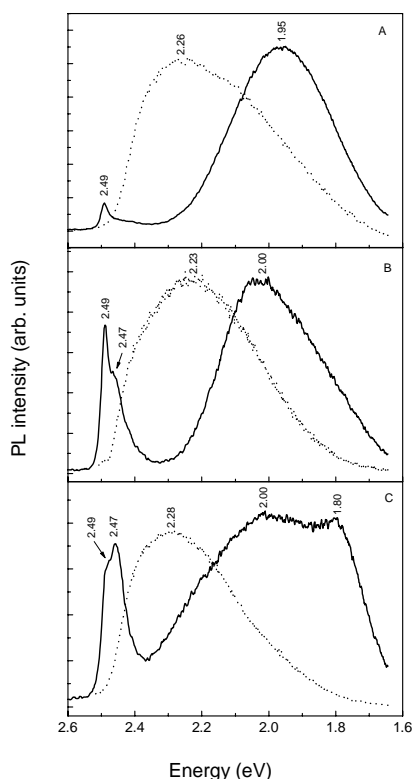 A
2.26
1.95
2.49
B
2.49
2.47
2.23
2.00
C
2.49
2.47
2.28
2.00
1.80
PL intensity (arb. units)
2.6 2.4 2.2 2.0 1.8 1.6
Energy (eV)